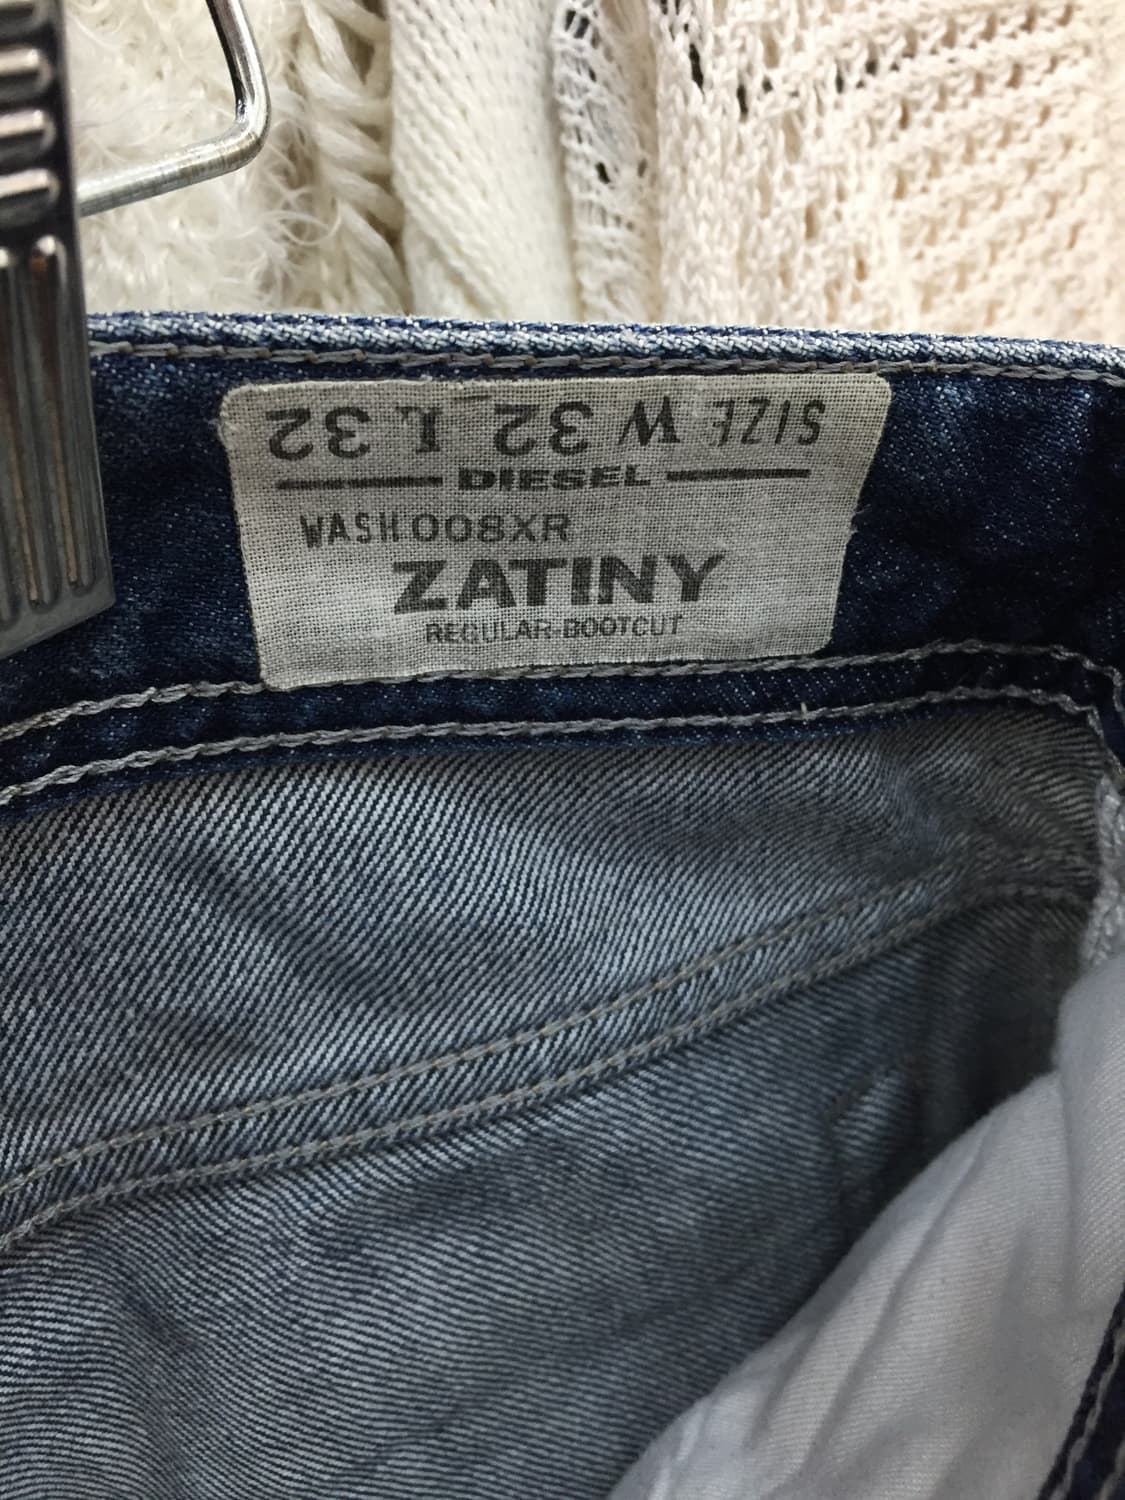 SIZE W 32 L 32
DIESEL
WASH 008XR
ZATINY
REGULAR-BOOTCUT